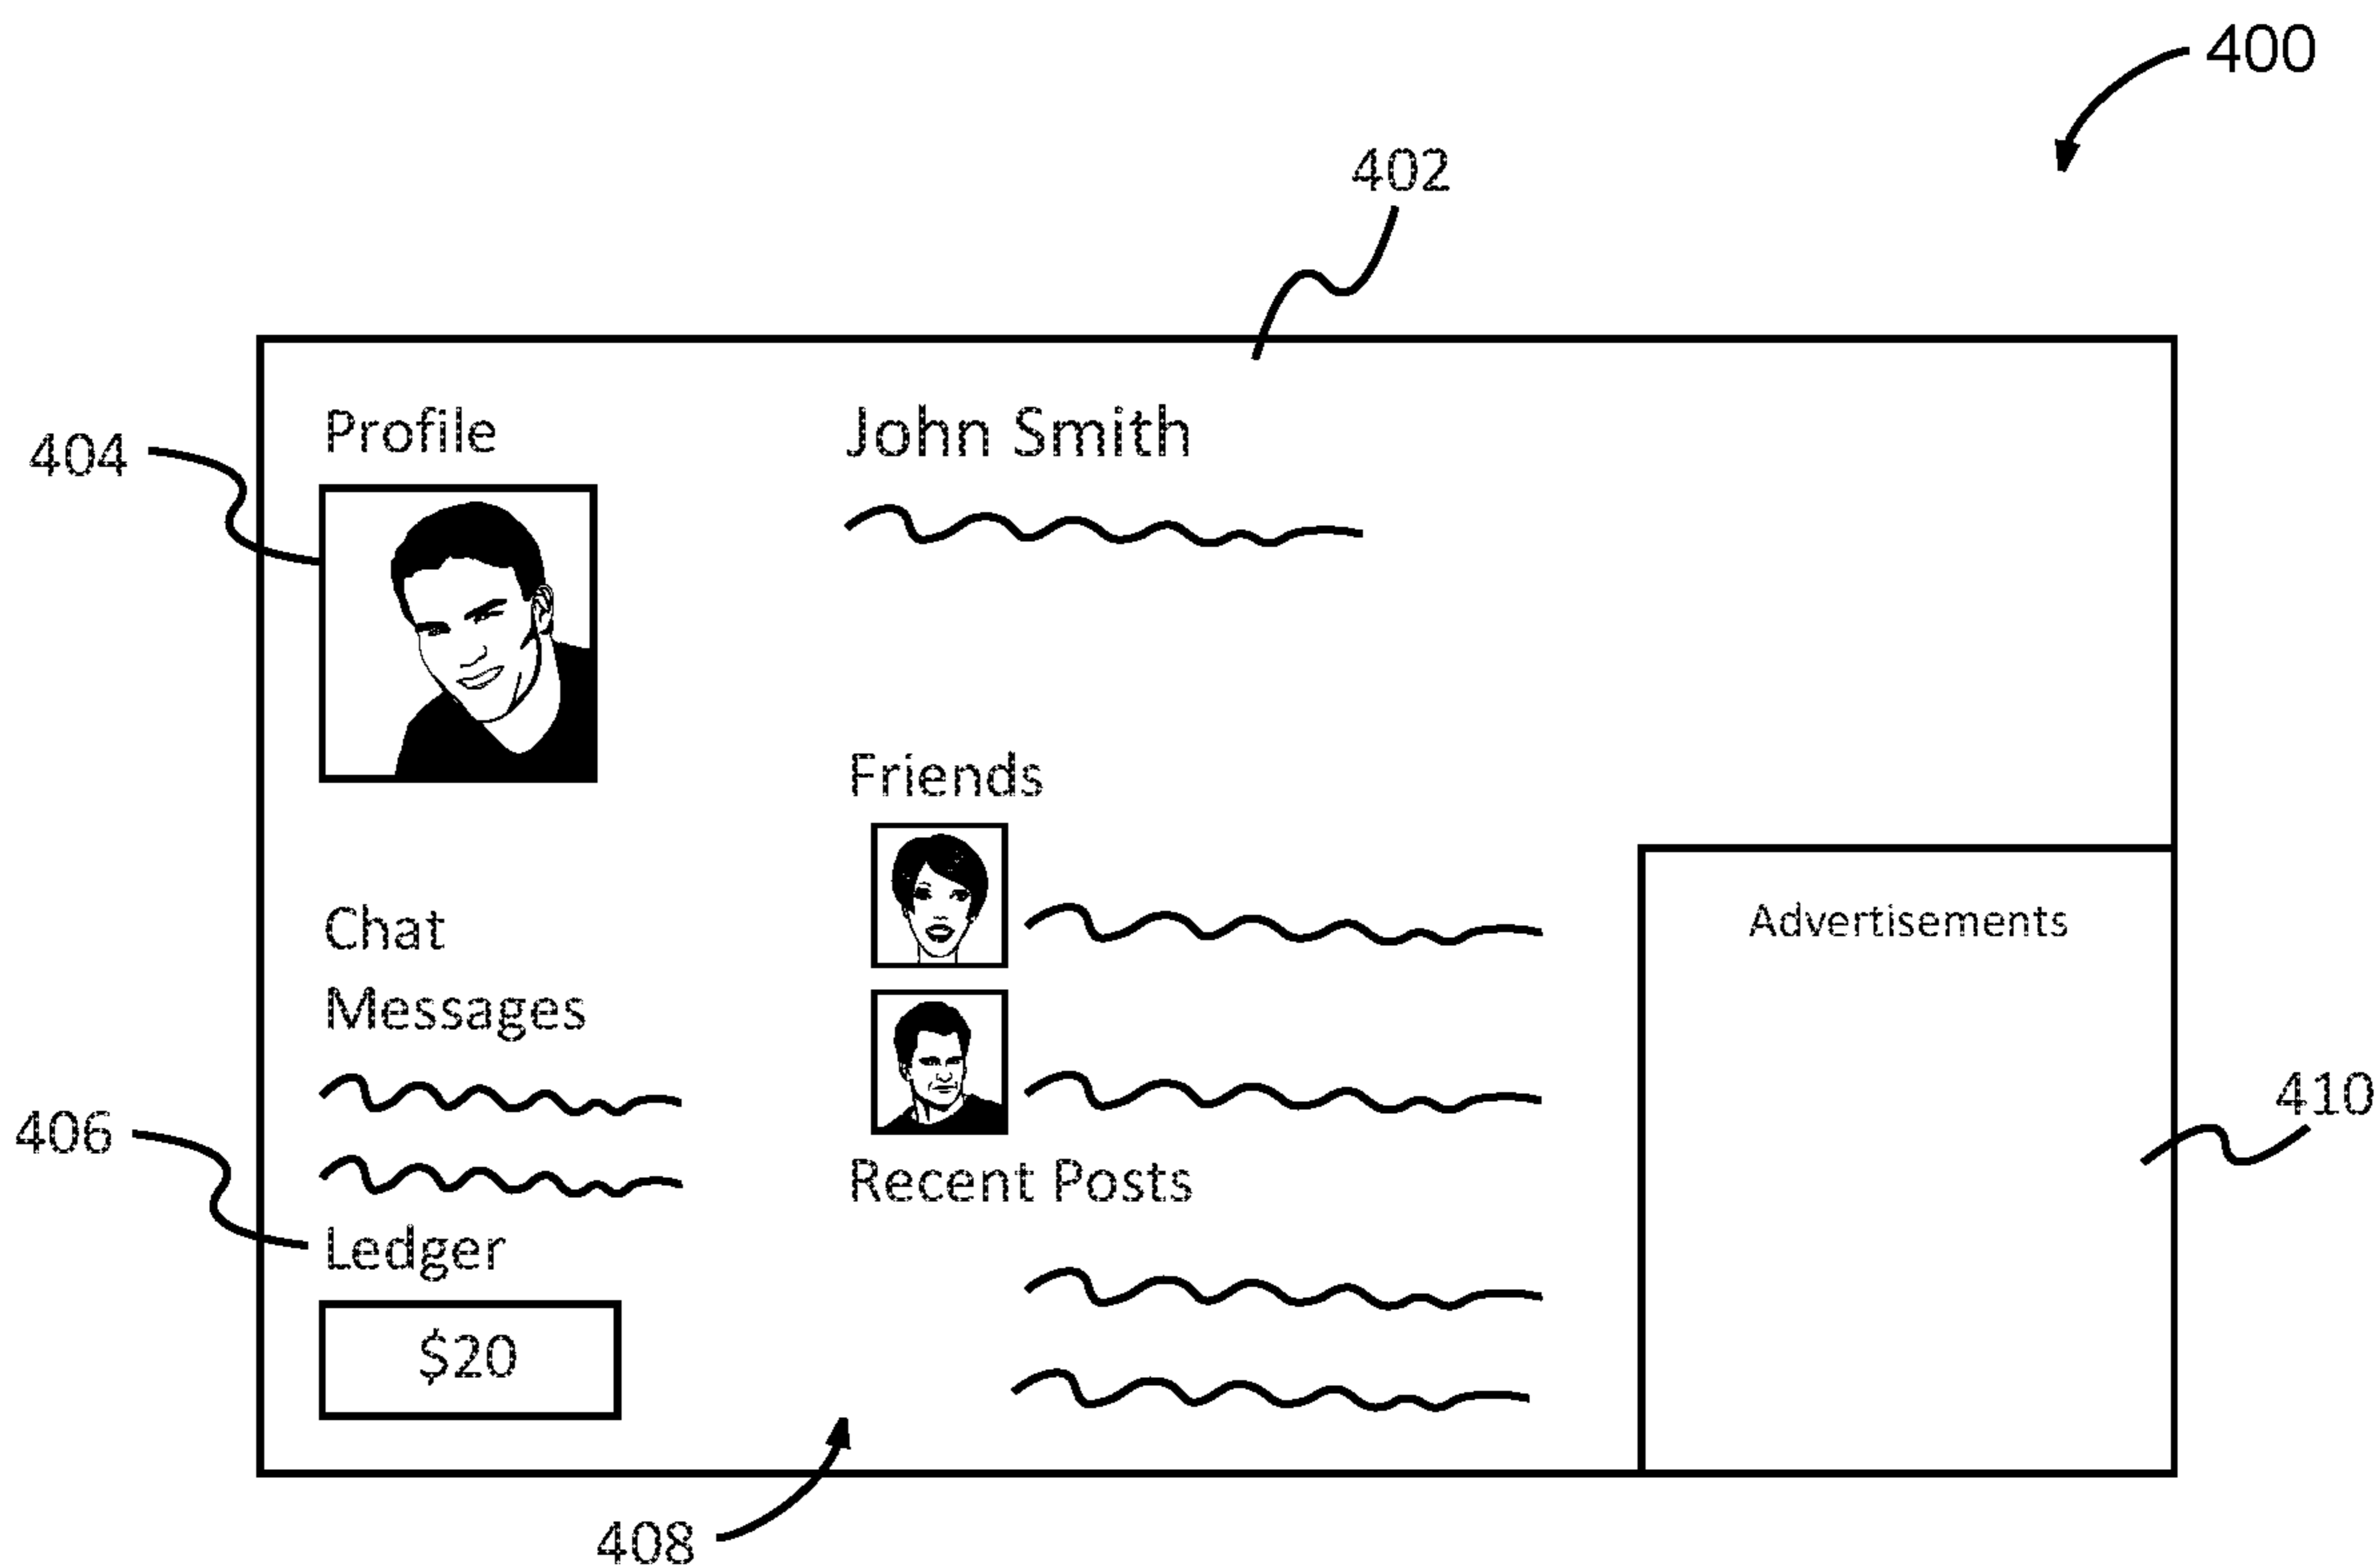 400
402
Profile
John Smith
404
Friends
Chat
Advertisements
Messages
410
406
Recent Posts
Ledger
$20
408